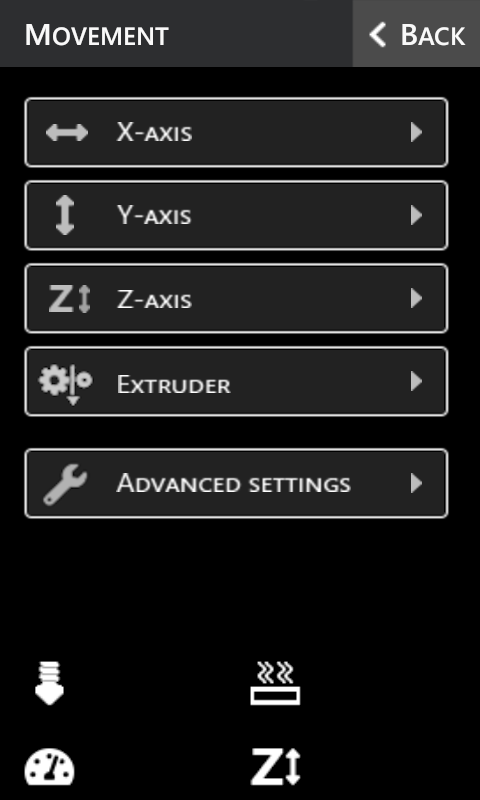 MOVEMENT
BACK
X-AXIS
Y-AXIS
Z Z-AXIS
EXTRUDER
ADVANCED SETTINGS
Z